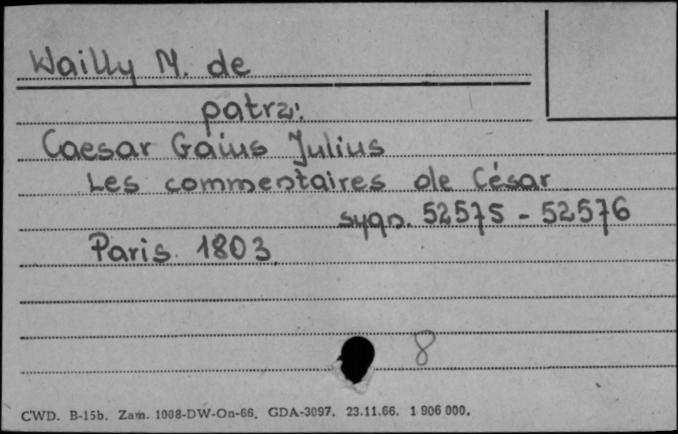 Wailly M. de
patrz:
Caesar Gaius Julius
Les commentaires de César
sygn. 52575 - 52576
Paris 1803
8
CWD. B-15b. Zam. 1008-DW-On-66. GDA-3097. 23.11.66. 1 906 000.